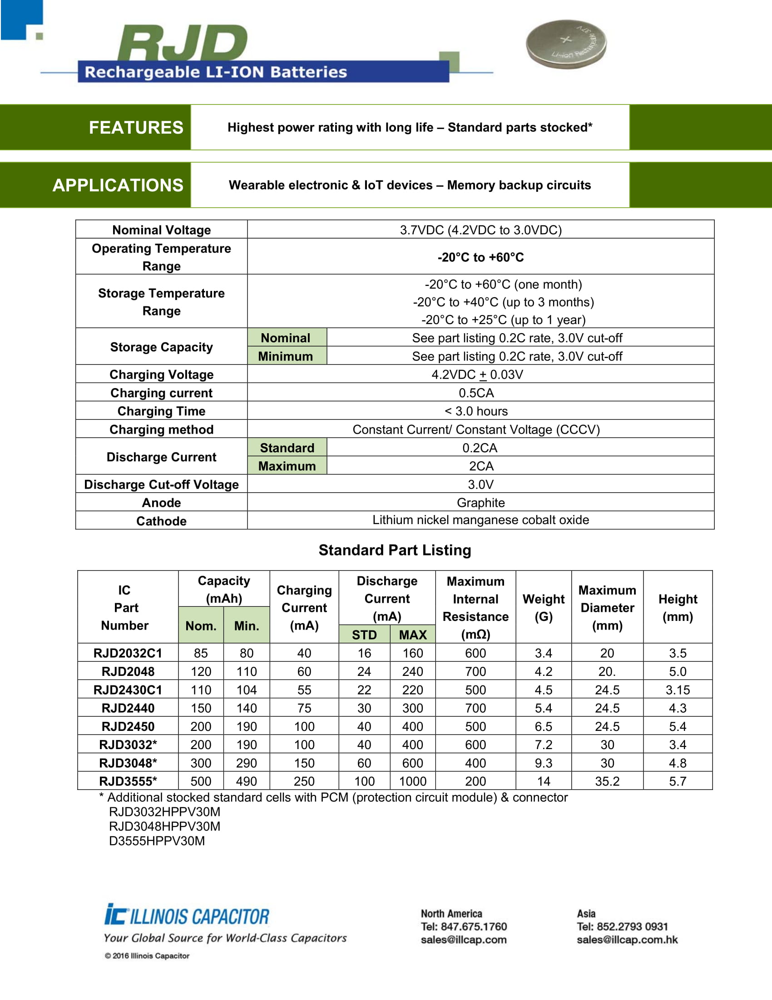 RJD
Rechargeable LI-ION Batteries
Li-ion Rechargeable 3.7V
FEATURES
Highest power rating with long life – Standard parts stocked*
APPLICATIONS
Wearable electronic & IoT devices – Memory backup circuits
Nominal Voltage 3.7VDC (4.2VDC to 3.0VDC)
Operating Temperature
Range
-20°C to +60°C
Storage Temperature
Range
-20°C to +60°C (one month)
-20°C to +40°C (up to 3 months)
-20°C to +25°C (up to 1 year)
Storage Capacity
Nominal See part listing 0.2C rate, 3.0V cut-off
Minimum See part listing 0.2C rate, 3.0V cut-off
Charging Voltage 4.2VDC ± 0.03V
Charging current 0.5CA
Charging Time < 3.0 hours
Charging method Constant Current/ Constant Voltage (CCCV)
Discharge Current
Standard 0.2CA
Maximum 2CA
Discharge Cut-off Voltage 3.0V
Anode Graphite
Cathode Lithium nickel manganese cobalt oxide
Standard Part Listing
IC
Part
Number
Capacity
(mAh)
Nom. Min.
Charging
Current
(mA)
Discharge
Current
(mA)
STD MAX
Maximum
Internal
Resistance
(mΩ)
Weight
(G)
Maximum
Diameter
(mm)
Height
(mm)
RJD2032C1 85 80 40 16 160 600 3.4 20 3.5
RJD2048 120 110 60 24 240 700 4.2 20. 5.0
RJD2430C1 110 104 55 22 220 500 4.5 24.5 3.15
RJD2440 150 140 75 30 300 700 5.4 24.5 4.3
RJD2450 200 190 100 40 400 500 6.5 24.5 5.4
RJD3032* 200 190 100 40 400 600 7.2 30 3.4
RJD3048* 300 290 150 60 600 400 9.3 30 4.8
RJD3555* 500 490 250 100 1000 200 14 35.2 5.7
* Additional stocked standard cells with PCM (protection circuit module) & connector
RJD3032HPPV30M
RJD3048HPPV30M
D3555HPPV30M
ic ILLINOIS CAPACITOR
Your Global Source for World-Class Capacitors
© 2016 Illinois Capacitor
North America
Tel: 847.675.1760
sales@illcap.com
Asia
Tel: 852.2793 0931
sales@illcap.com.hk